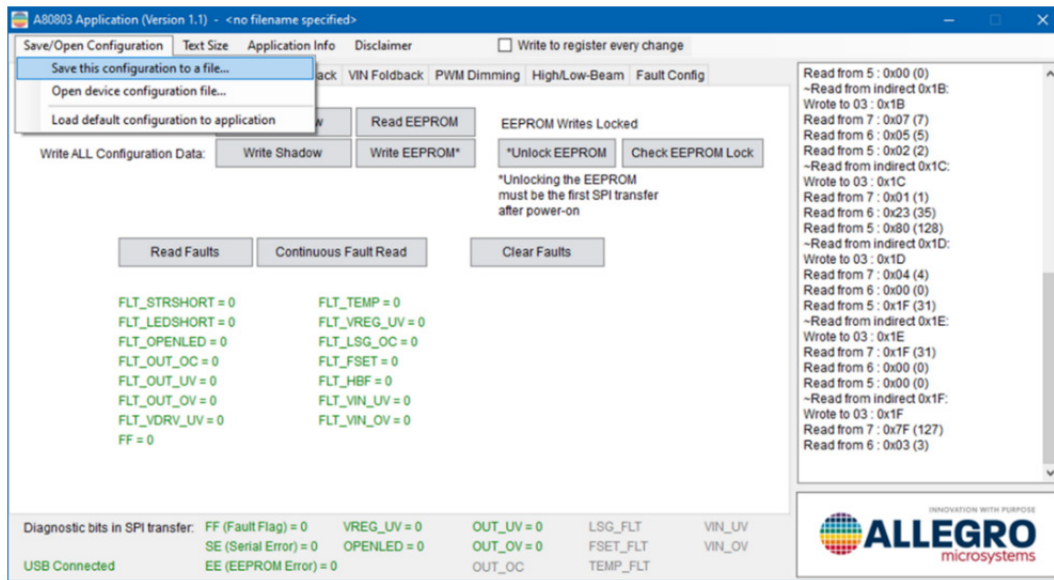 A80803 Application (Version 1.1) - <no filename specified>
Save/Open Configuration Text Size Application Info Disclaimer Write to register every change
Save this configuration to a file...
Open device configuration file...
Load default configuration to application
VIN Foldback PWM Dimming High/Low-Beam Fault Config
Read EEPROM EEPROM Writes Locked
Write ALL Configuration Data: Write Shadow Write EEPROM* *Unlock EEPROM Check EEPROM Lock
*Unlocking the EEPROM
must be the first SPI transfer
after power-on
Read Faults Continuous Fault Read Clear Faults
FLT_STRSHORT = 0 FLT_TEMP = 0
FLT_LEDSHORT = 0 FLT_VREG_UV = 0
FLT_OPENLED = 0 FLT_LSG_OC = 0
FLT_OUT_OC = 0 FLT_FSET = 0
FLT_OUT_UV = 0 FLT_HBF = 0
FLT_OUT_OV = 0 FLT_VIN_UV = 0
FLT_VDRV_UV = 0 FLT_VIN_OV = 0
FF = 0
Read from 5 : 0x00 (0)
~Read from indirect 0x1B:
Wrote to 03 : 0x1B
Read from 7 : 0x07 (7)
Read from 6 : 0x05 (5)
Read from 5 : 0x02 (2)
~Read from indirect 0x1C:
Wrote to 03 : 0x1C
Read from 7 : 0x01 (1)
Read from 6 : 0x23 (35)
Read from 5 : 0x80 (128)
~Read from indirect 0x1D:
Wrote to 03 : 0x1D
Read from 7 : 0x04 (4)
Read from 6 : 0x00 (0)
Read from 5 : 0x1F (31)
~Read from indirect 0x1E:
Wrote to 03 : 0x1E
Read from 7 : 0x1F (31)
Read from 6 : 0x00 (0)
Read from 5 : 0x00 (0)
~Read from indirect 0x1F:
Wrote to 03 : 0x1F
Read from 7 : 0x7F (127)
Read from 6 : 0x03 (3)
Diagnostic bits in SPI transfer: FF (Fault Flag) = 0 VREG_UV = 0 OUT_UV = 0 LSG_FLT VIN_UV
SE (Serial Error) = 0 OPENLED = 0 OUT_OV = 0 FSET_FLT VIN_OV
USB Connected EE (EEPROM Error) = 0 OUT_OC TEMP_FLT
INNOVATION WITH PURPOSE
ALLEGRO
microsystems